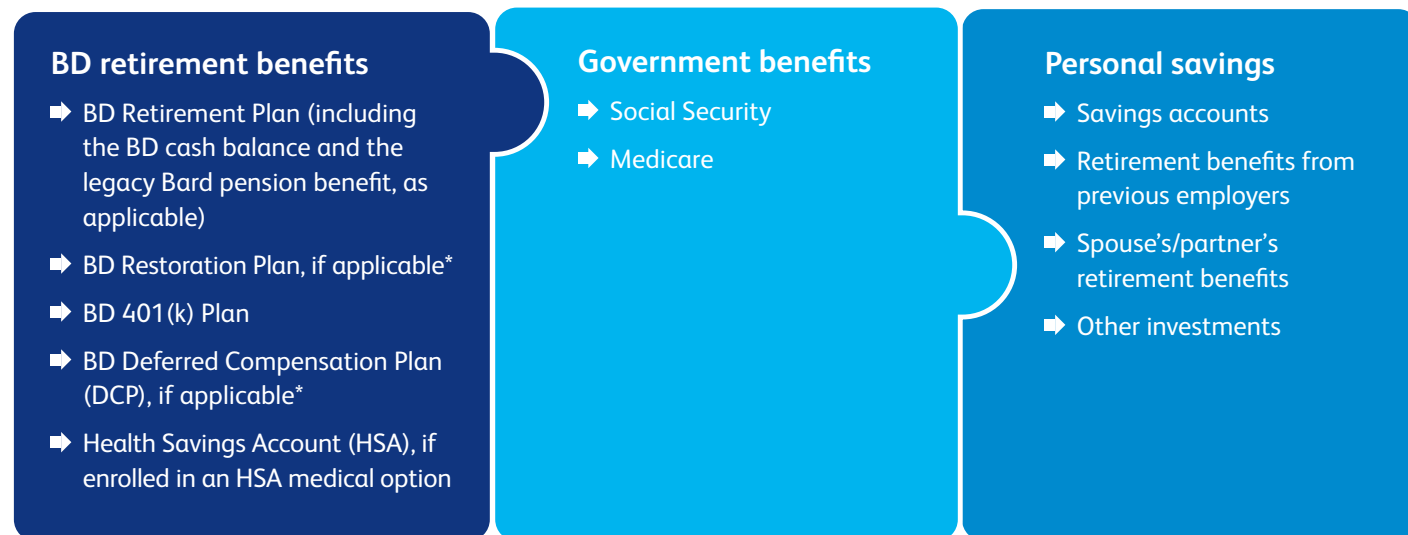 BD retirement benefits
BD Retirement Plan (including
the BD cash balance and the
legacy Bard pension benefit, as
applicable)
BD Restoration Plan, if applicable*
BD 401(k) Plan
BD Deferred Compensation Plan
(DCP), if applicable*
Health Savings Account (HSA), if
enrolled in an HSA medical option
Government benefits
Social Security
Medicare
Personal savings
Savings accounts
Retirement benefits from
previous employers
Spouse’s/partner’s
retirement benefits
Other investments